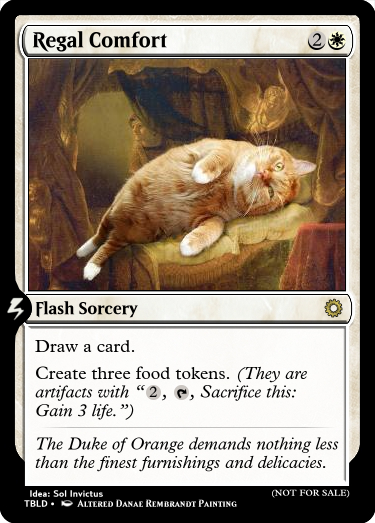 Regal Comfort 2
Flash Sorcery
Draw a card.
Create three food tokens. (They are
artifacts with “2, , Sacrifice this:
Gain 3 life.”)
The Duke of Orange demands nothing less
than the finest furnishings and delicacies.
Idea: Sol Invictus
(NOT FOR SALE)
TBLD • Altered Danae Rembrandt Painting